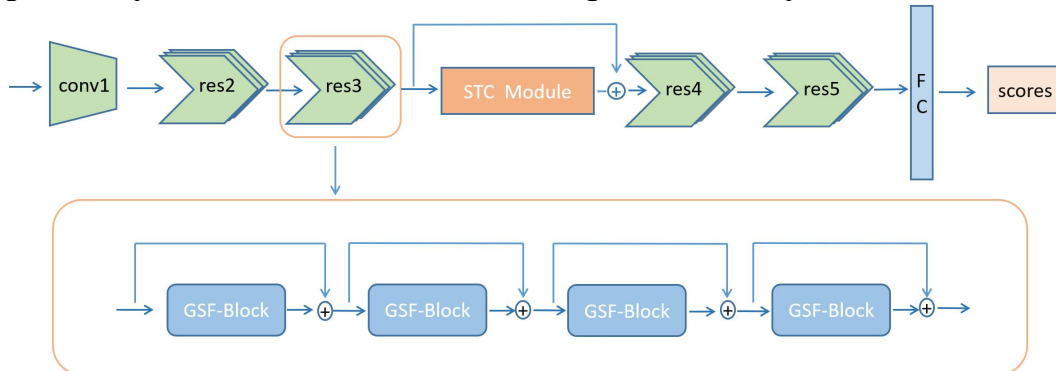 conv1
res2
res3
STC Module
+
res4
res5
F
C
scores
GSF-Block
+
GSF-Block
+
GSF-Block
+
GSF-Block
+